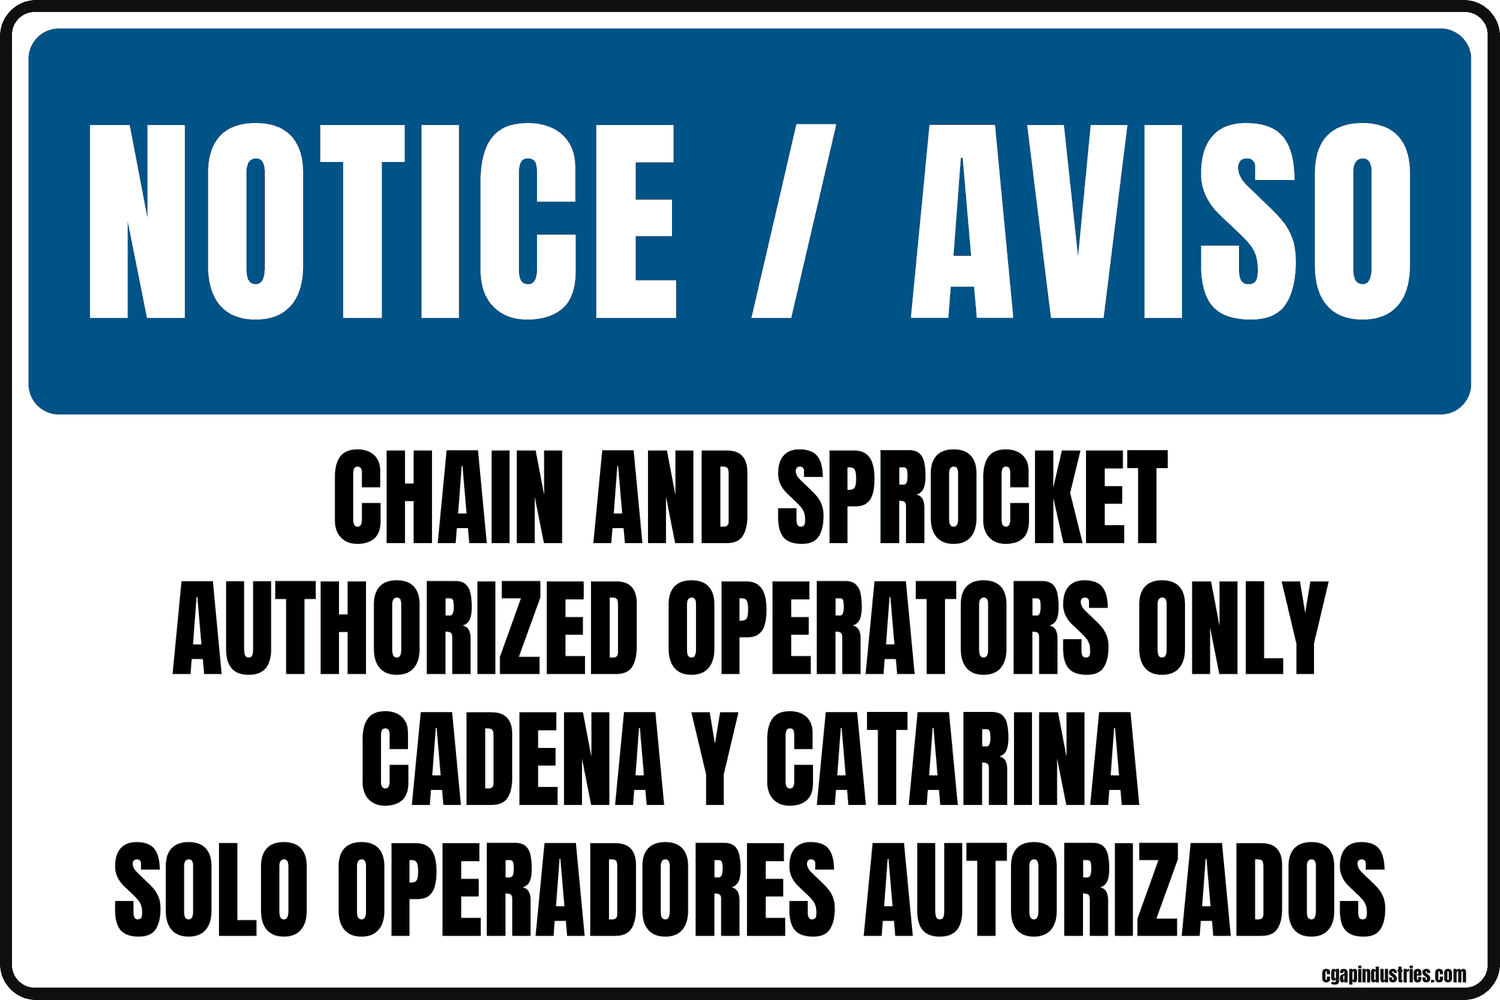 NOTICE / AVISO
CHAIN AND SPROCKET
AUTHORIZED OPERATORS ONLY
CADENA Y CATARINA
SOLO OPERADORES AUTORIZADOS
cgapindustries.com